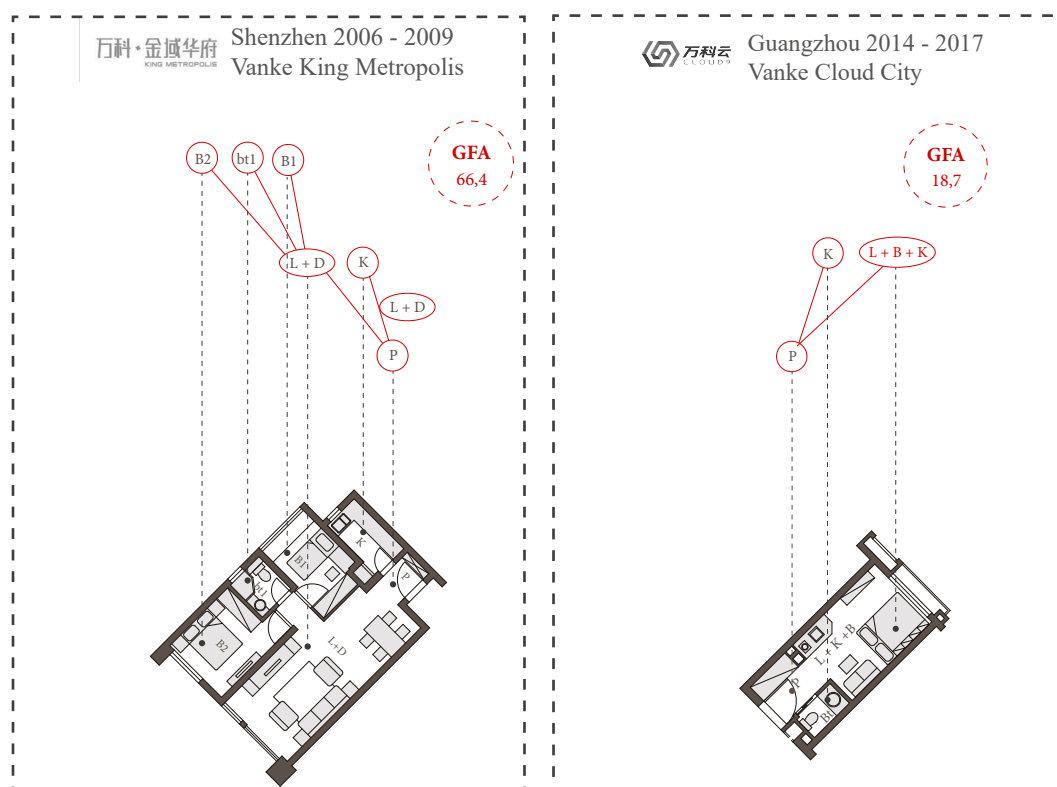 万科·金域华府
KING METROPOLIS
Shenzhen 2006 - 2009
Vanke King Metropolis
GFA
66,4
B2
bt1
B1
L + D
K
L + D
P
K
B1
P
bt1
B2
L+D
万科云
CLOUD9
Guangzhou 2014 - 2017
Vanke Cloud City
GFA
18,7
K
L + B + K
P
L + K +B
P
Bt